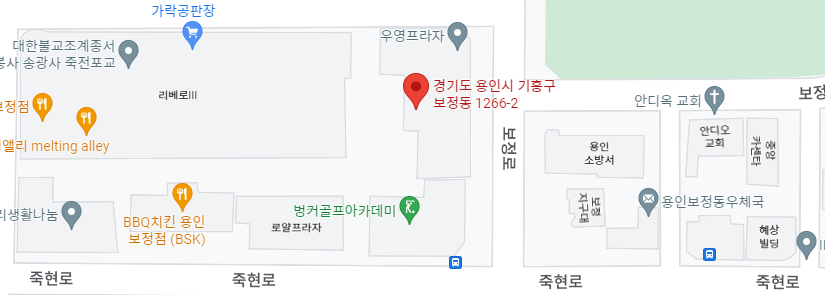 가락공판장
우영프라자
대한불교조계종서
봉사 송광사 죽전포교
리베로III
경기도 용인시 기흥구
보정동 1266-2
안디옥 교회
보정
보정점
앨리 melting alley
보정로
용인
소방서
안디오
교회
중앙
카센타
리생활나눔
BBQ치킨 용인
보정점 (BSK)
로얄프라자
벙커골프아카데미
보정
지구대
용인보정동우체국
혜상
빌딩
죽현로
죽현로
죽현로
죽현로